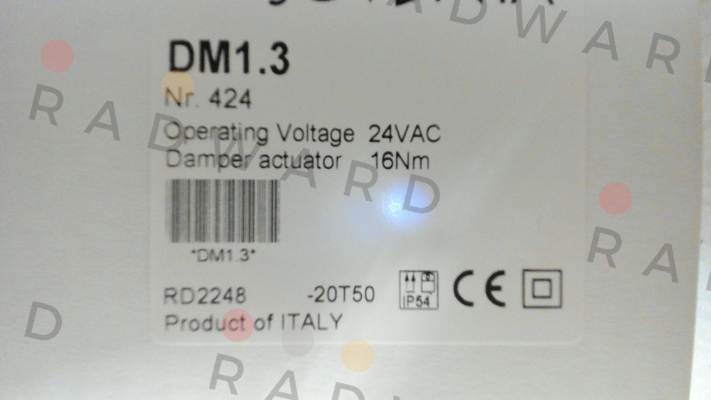 DM1.3
Nr. 424
Operating Voltage 24VAC
Damper actuator 16Nm
*DM1.3*
RD2248 -20T50
IP54 CE
Product of ITALY
RADWARD